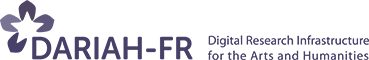 DARIAH-FR
Digital Research Infrastructure
for the Arts and Humanities